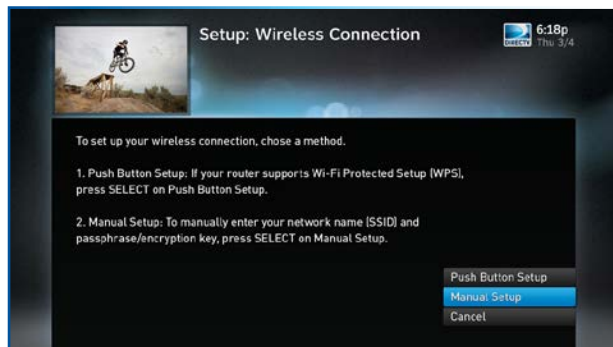 Setup: Wireless Connection
DIRECTV
6:18p
Thu 3/4
To set up your wireless connection, chose a method.
1. Push Button Setup: If your router supports Wi-Fi Protected Setup (WPS),
press SELECT on Push Button Setup.
2. Manual Setup: To manually enter your network name (SSID) and
passphrase/encryption key, press SELECT on Manual Setup.
Push Button Setup
Manual Setup
Cancel